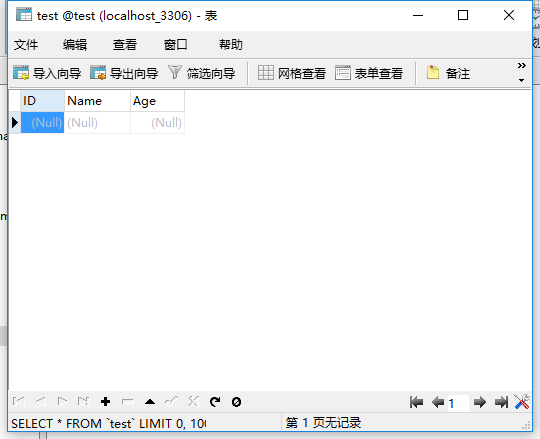 test @test (localhost_3306) - 表
文件 编辑 查看 窗口 帮助
导入向导 导出向导 筛选向导 网格查看 表单查看 备注
ID Name Age
(Null) (Null) (Null)
1
SELECT * FROM `test` LIMIT 0, 100 第 1 页无记录